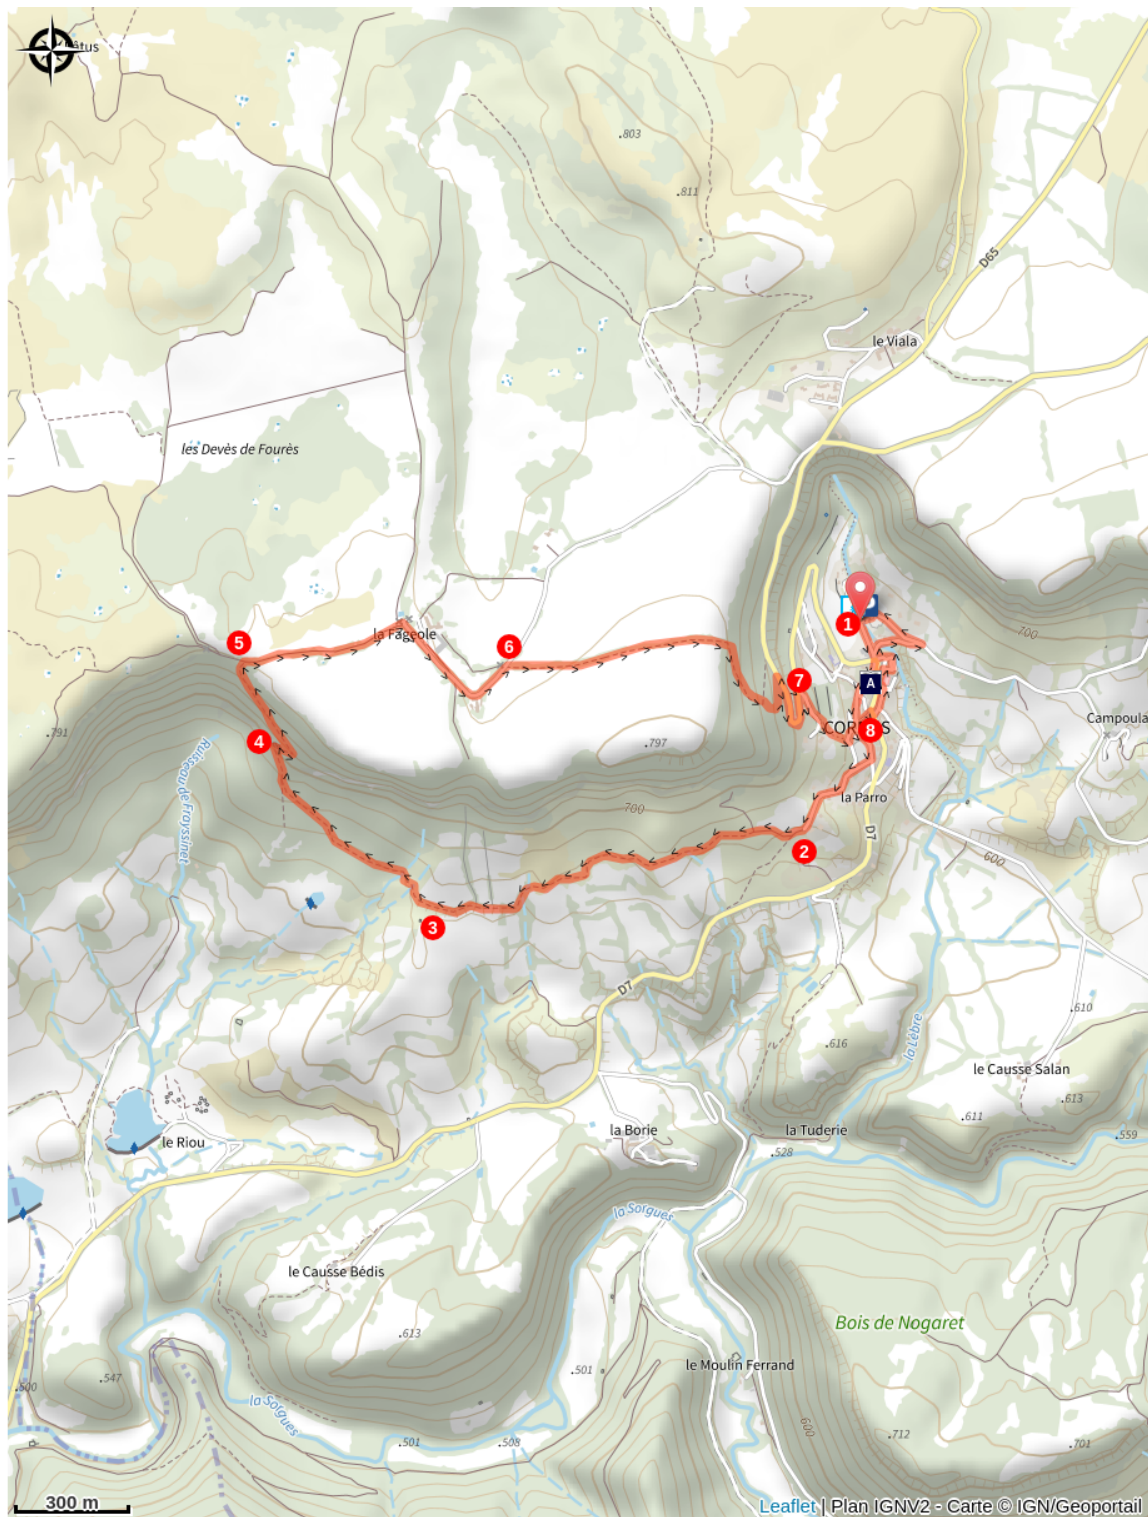 .803
.811
D65
le Viala
les Devès de Fourès
5
la Fageole
6
1
700
7
A
.791
4
.797
8
la Parro
Ruisseau de Frayssinet
700
2
D7
600
3
D7
la Lèbre
.610
.616
le Causse Salan
.613
.611
le Riou
la Borie
la Tuderie
.528
.559
la Sorgues
le Causse Bédis
.613
Bois de Nogaret
.501
le Moulin Ferrand
.500
.547
la Sorgues
.501
.508
600
.712
.701
300 m
Leaflet | Plan IGNV2 - Carte © IGN/Geoportail